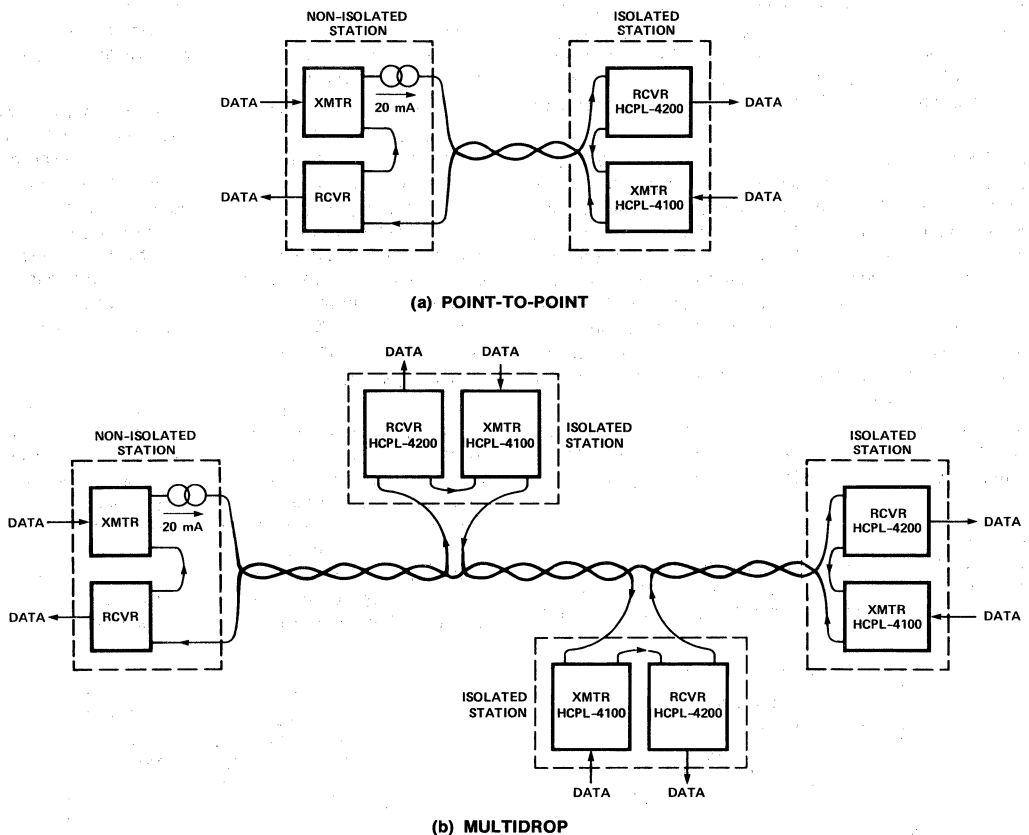 NON-ISOLATED
STATION
ISOLATED
STATION
DATA
XMTR
20 mA
RCVR
HCPL-4200
DATA
DATA
RCVR
XMTR
HCPL-4100
DATA
(a) POINT-TO-POINT
DATA
DATA
RCVR
HCPL-4200
XMTR
HCPL-4100
ISOLATED
STATION
NON-ISOLATED
STATION
ISOLATED
STATION
DATA
XMTR
20 mA
RCVR
HCPL-4200
DATA
DATA
RCVR
XMTR
HCPL-4100
DATA
ISOLATED
STATION
XMTR
HCPL-4100
RCVR
HCPL-4200
DATA
DATA
(b) MULTIDROP